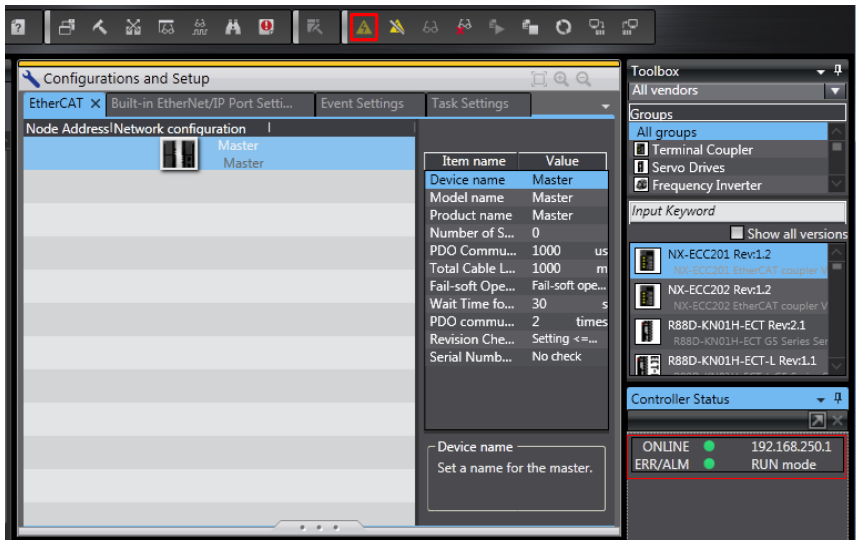 Configurations and Setup
EtherCAT
Built-in EtherNet/IP Port Setti...
Event Settings
Task Settings
Node Address Network configuration
Master
Master
Item name Value
Device name Master
Model name Master
Product name Master
Number of S... 0
PDO Commu... 1000 us
Total Cable L... 1000 m
Fail-soft Ope... Fail-soft ope...
Wait Time fo... 30 s
PDO commu... 2 times
Revision Che... Setting <=...
Serial Numb... No check
Device name
Set a name for the master.
Toolbox
All vendors
Groups
All groups
Terminal Coupler
Servo Drives
Frequency Inverter
Input Keyword
Show all versions
NX-ECC201 Rev:1.2
NX-ECC201 EtherCAT coupler V
NX-ECC202 Rev:1.2
NX-ECC202 EtherCAT coupler V
R88D-KN01H-ECT Rev:2.1
R88D-KN01H-ECT G5 Series Ser
R88D-KN01H-ECT-L Rev:1.1
Controller Status
ONLINE 192.168.250.1
ERR/ALM RUN mode